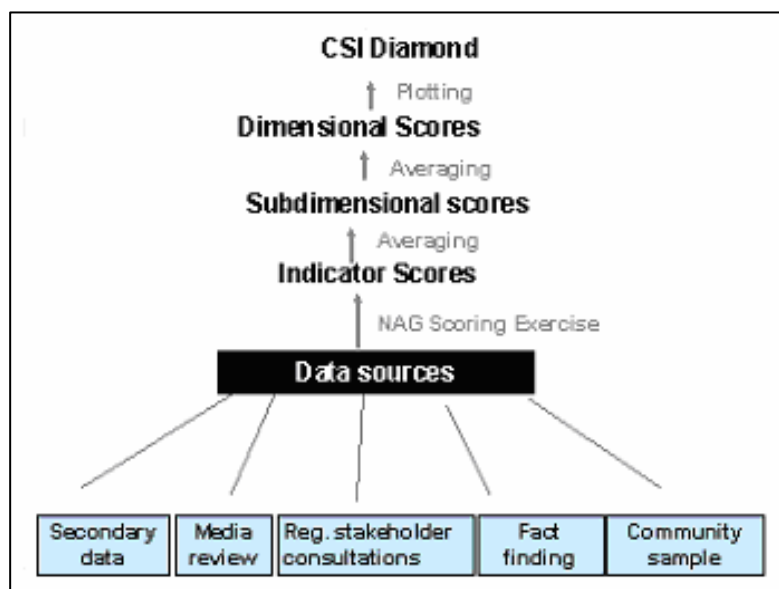 CSI Diamond
Plotting
Dimensional Scores
Averaging
Subdimensional scores
Averaging
Indicator Scores
NAG Scoring Exercise
Data sources
Secondary
data
Media
review
Reg. stakeholder
consultations
Fact
finding
Community
sample